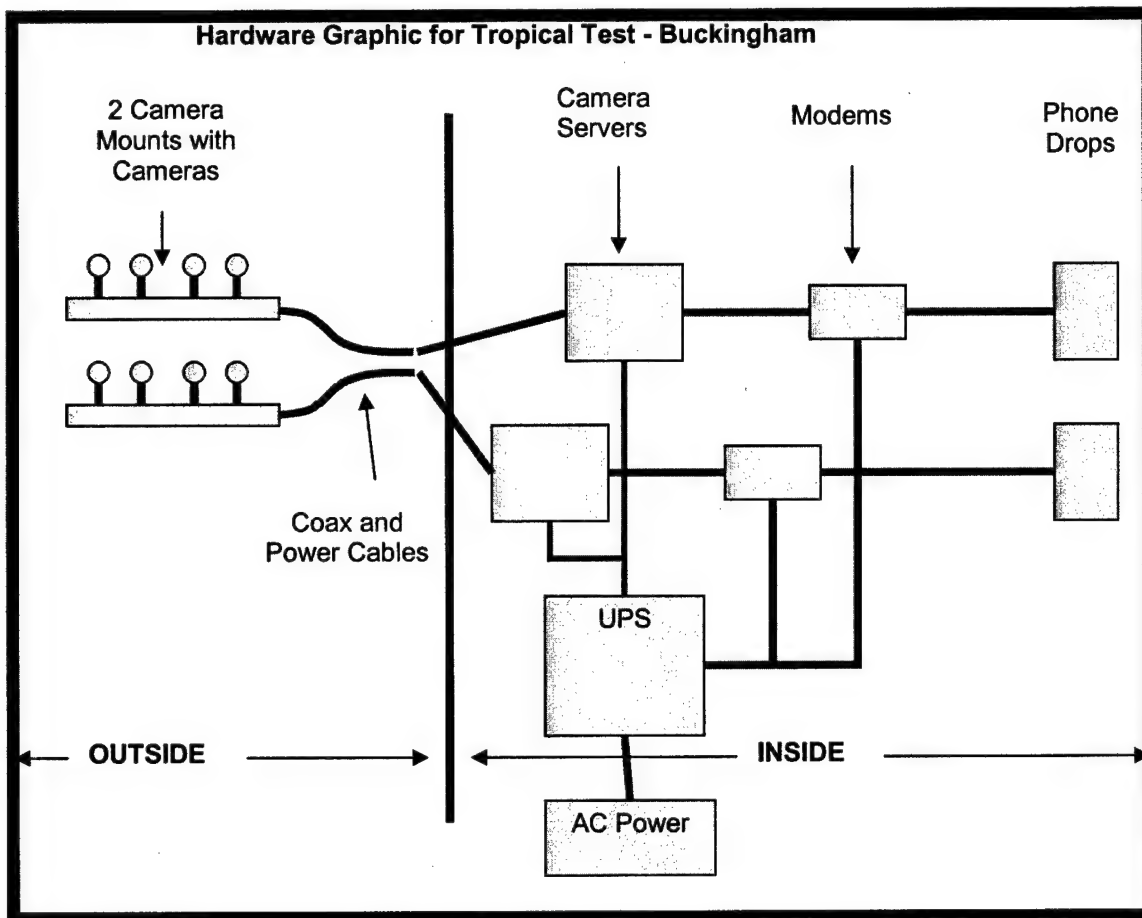 Hardware Graphic for Tropical Test - Buckingham
2 Camera
Mounts with
Cameras
Camera
Servers
Modems
Phone
Drops
Coax and
Power Cables
UPS
OUTSIDE
INSIDE
AC Power